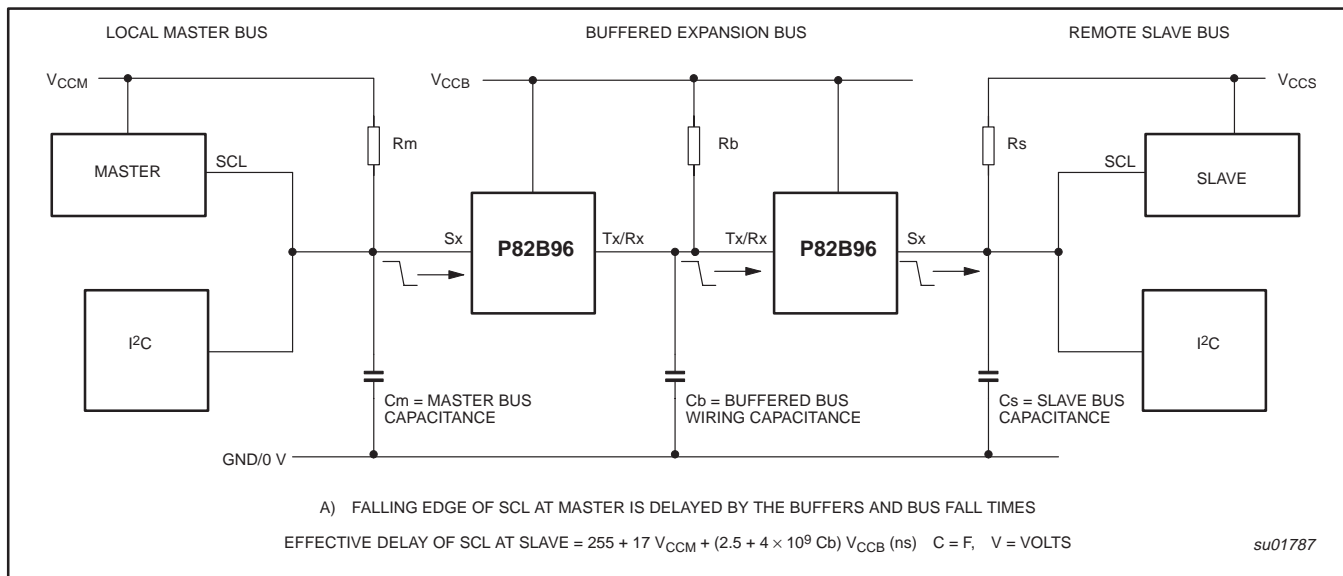 LOCAL MASTER BUS
BUFFERED EXPANSION BUS
REMOTE SLAVE BUS
VCCM
VCCB
VCCS
Rm
Rb
Rs
MASTER
SCL
SCL
SLAVE
Sx
P82B96
Tx/Rx
Tx/Rx
P82B96
Sx
I²C
I²C
Cm = MASTER BUS
CAPACITANCE
Cb = BUFFERED BUS
WIRING CAPACITANCE
Cs = SLAVE BUS
CAPACITANCE
GND/0 V
A) FALLING EDGE OF SCL AT MASTER IS DELAYED BY THE BUFFERS AND BUS FALL TIMES
EFFECTIVE DELAY OF SCL AT SLAVE = 255 + 17 VCCM + (2.5 + 4 × 10⁹ Cb) VCCB (ns) C = F, V = VOLTS
su01787